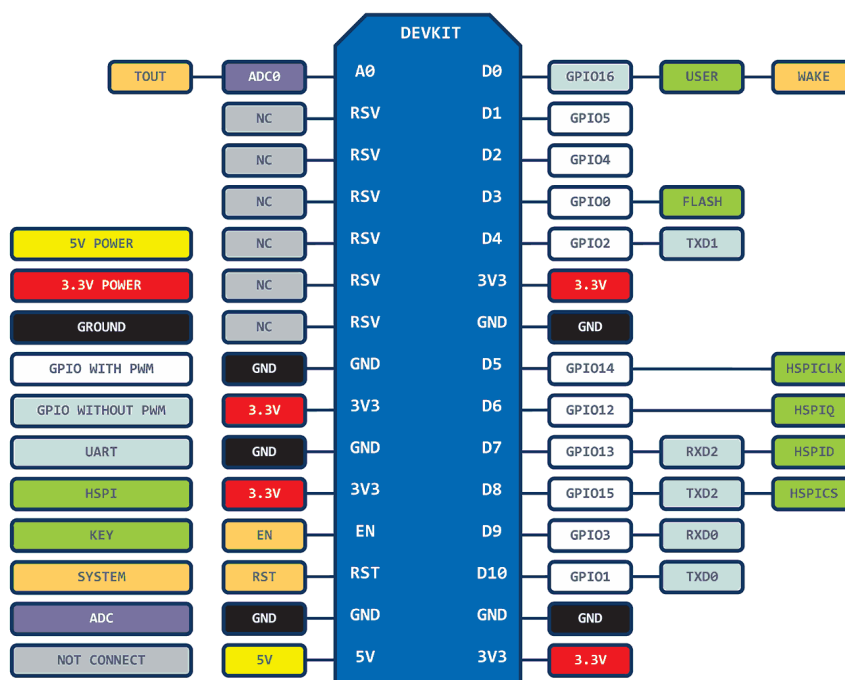 DEVKIT
TOUT ADC0 A0 D0 GPIO16 USER WAKE
NC RSV D1 GPIO5
NC RSV D2 GPIO4
NC RSV D3 GPIO0 FLASH
5V POWER NC RSV D4 GPIO2 TXD1
3.3V POWER NC RSV 3V3 3.3V
GROUND NC RSV GND GND
GPIO WITH PWM GND GND D5 GPIO14 HSPICLK
GPIO WITHOUT PWM 3.3V 3V3 D6 GPIO12 HSPIQ
UART GND GND D7 GPIO13 RXD2 HSPID
HSPI 3.3V 3V3 D8 GPIO15 TXD2 HSPICS
KEY EN EN D9 GPIO3 RXD0
SYSTEM RST RST D10 GPIO1 TXD0
ADC GND GND GND GND
NOT CONNECT 5V 5V 3V3 3.3V